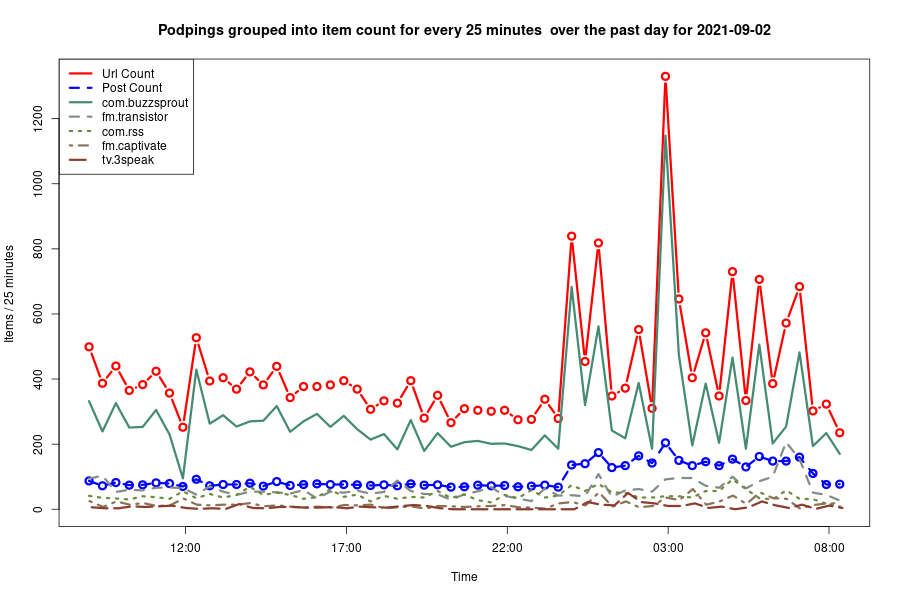 Podpings grouped into item count for every 25 minutes  over the past day for 2021-09-02
Url Count
Post Count
com.buzzsprout
fm.transistor
com.rss
fm.captivate
tv.3speak
Items / 25 minutes
1200
1000
800
600
400
200
0
12:00
17:00
22:00
03:00
08:00
Time